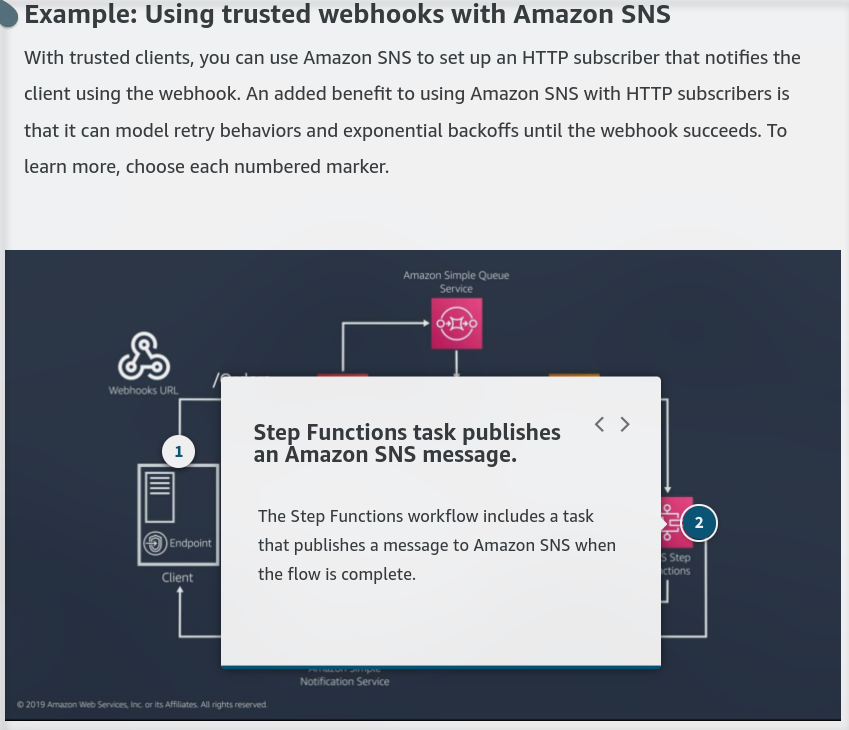 Example: Using trusted webhooks with Amazon SNS
With trusted clients, you can use Amazon SNS to set up an HTTP subscriber that notifies the
client using the webhook. An added benefit to using Amazon SNS with HTTP subscribers is
that it can model retry behaviors and exponential backoffs until the webhook succeeds. To
learn more, choose each numbered marker.
Amazon Simple Queue
Service
Webhooks URL
Step Functions task publishes
an Amazon SNS message.
1
The Step Functions workflow includes a task
that publishes a message to Amazon SNS when
the flow is complete.
2
Endpoint
Client
S Step
ctions
Amazon Simple
Notification Service
© 2019 Amazon Web Services, Inc. or its Affiliates. All rights reserved.